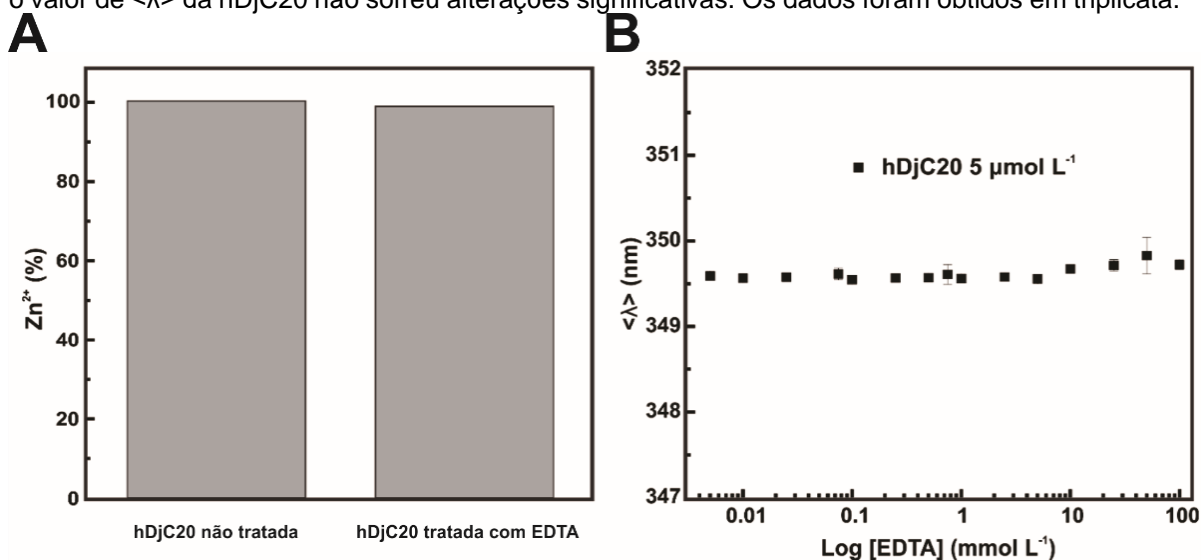 o valor de <λ> da hDjC20 não sofreu alterações significativas. Os dados foram obtidos em triplicata.
A
B
100
80
60
40
20
0
Zn²⁺ (%)
hDjC20 não tratada
hDjC20 tratada com EDTA
352
351
350
349
348
347
<λ> (nm)
hDjC20 5 µmol L⁻¹
0.01 0.1 1 10 100
Log [EDTA] (mmol L⁻¹)